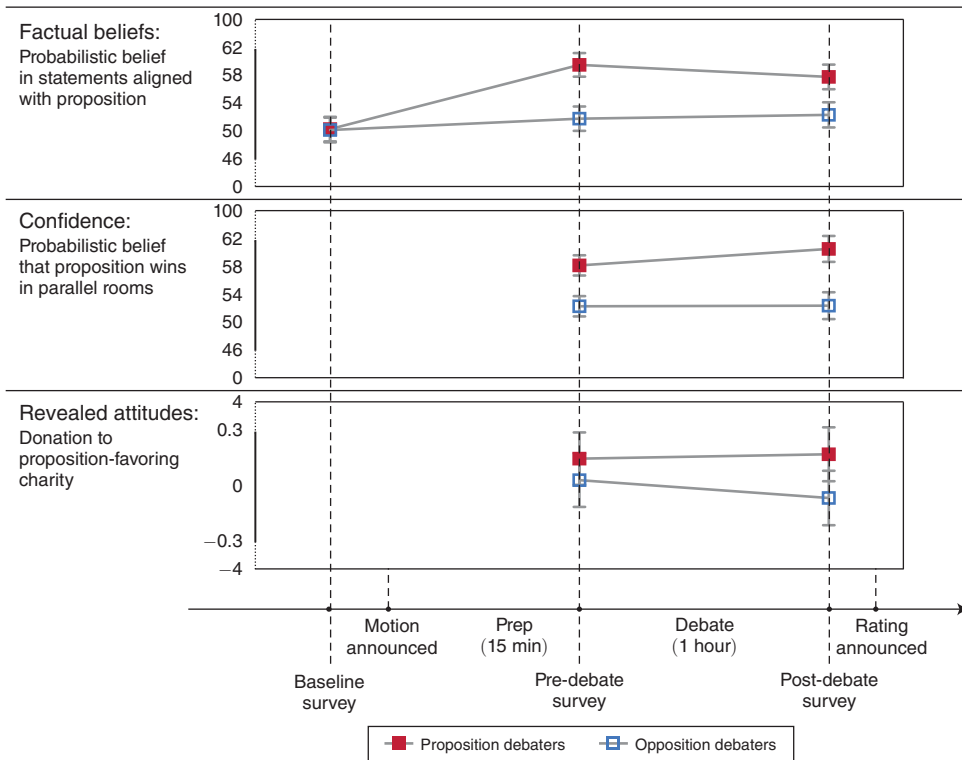 Factual beliefs:
Probabilistic belief
in statements aligned
with proposition
100
62
58
54
50
46
0
Confidence:
Probabilistic belief
that proposition wins
in parallel rooms
100
62
58
54
50
46
0
Revealed attitudes:
Donation to
proposition-favoring
charity
4
0.3
0
−0.3
−4
Motion
announced
Prep
(15 min)
Debate
(1 hour)
Rating
announced
Baseline
survey
Pre-debate
survey
Post-debate
survey
Proposition debaters
Opposition debaters